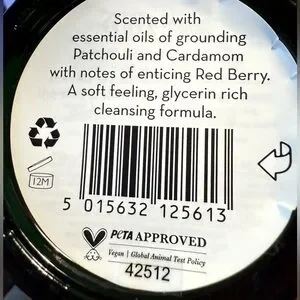 Scented with
essential oils of grounding
Patchouli and Cardamom
with notes of enticing Red Berry.
A soft feeling, glycerin rich
cleansing formula.
12M
5 015632 125613
PeTA APPROVED
Vegan | Global Animal Test Policy
42512